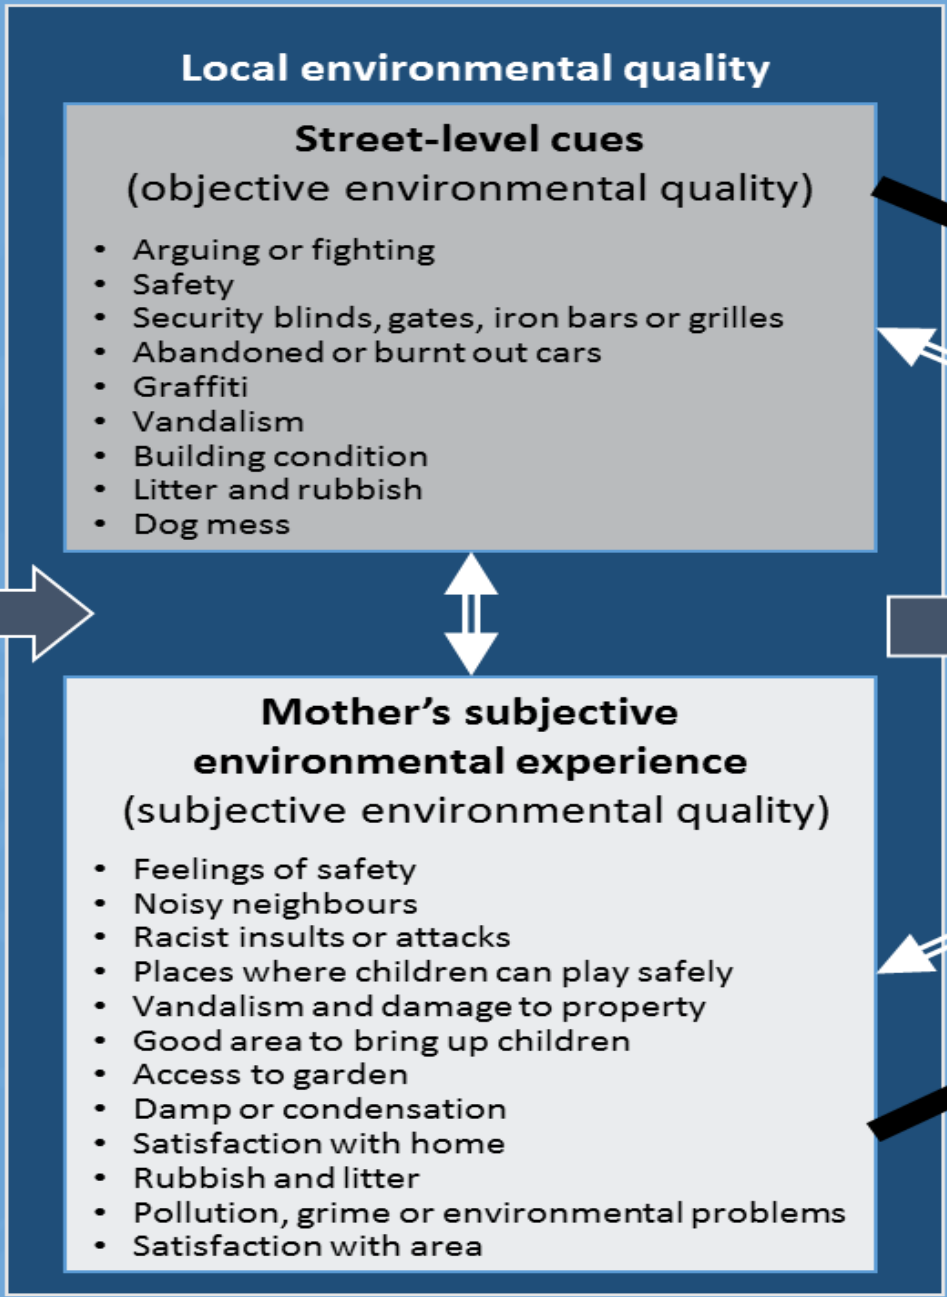 Local environmental quality
Street-level cues
(objective environmental quality)
• Arguing or fighting
• Safety
• Security blinds, gates, iron bars or grilles
• Abandoned or burnt out cars
• Graffiti
• Vandalism
• Building condition
• Litter and rubbish
• Dog mess
Mother’s subjective
environmental experience
(subjective environmental quality)
• Feelings of safety
• Noisy neighbours
• Racist insults or attacks
• Places where children can play safely
• Vandalism and damage to property
• Good area to bring up children
• Access to garden
• Damp or condensation
• Satisfaction with home
• Rubbish and litter
• Pollution, grime or environmental problems
• Satisfaction with area